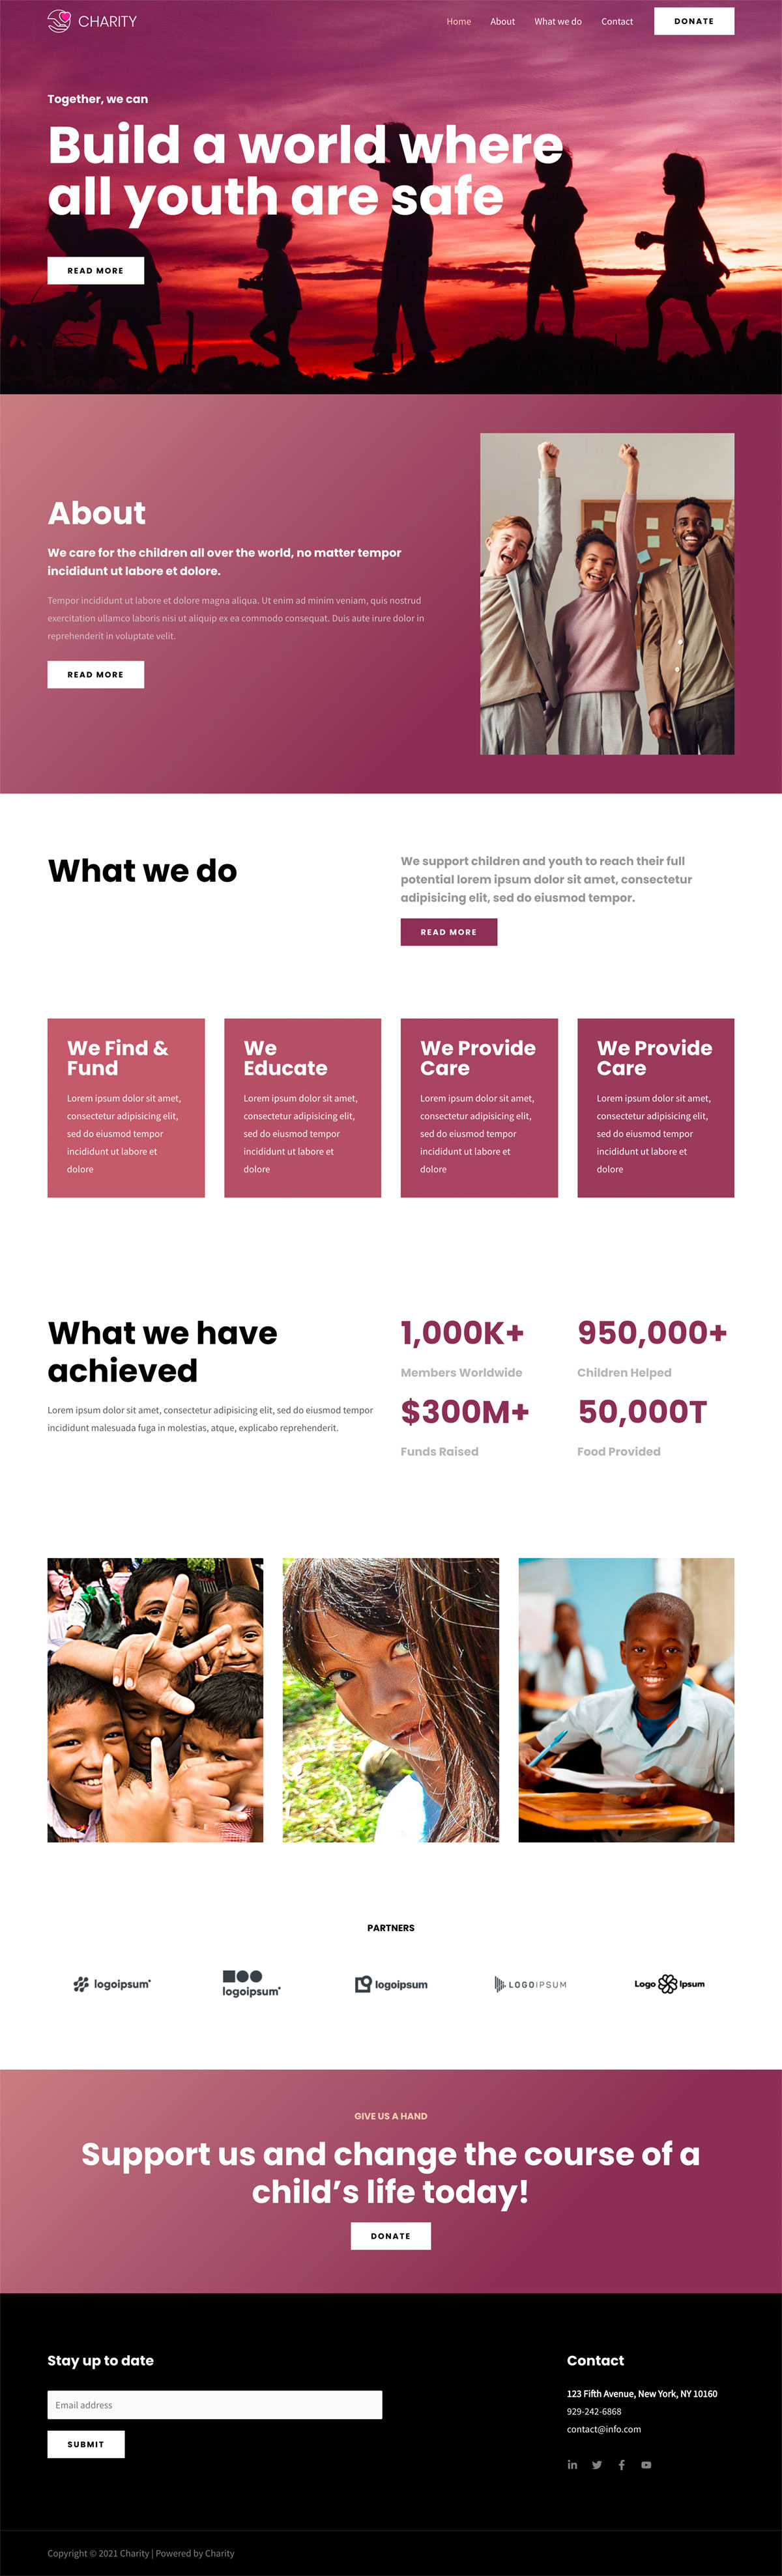 CHARITY
Home About What we do Contact DONATE
Together, we can
Build a world where
all youth are safe
READ MORE
About
We care for the children all over the world, no matter tempor
incididunt ut labore et dolore.
Tempor incididunt ut labore et dolore magna aliqua. Ut enim ad minim veniam, quis nostrud
exercitation ullamco laboris nisi ut aliquip ex ea commodo consequat. Duis aute irure dolor in
reprehenderit in voluptate velit.
READ MORE
What we do
We support children and youth to reach their full
potential lorem ipsum dolor sit amet, consectetur
adipisicing elit, sed do eiusmod tempor.
READ MORE
We Find &
Fund
Lorem ipsum dolor sit amet,
consectetur adipisicing elit,
sed do eiusmod tempor
incididunt ut labore et
dolore
We
Educate
Lorem ipsum dolor sit amet,
consectetur adipisicing elit,
sed do eiusmod tempor
incididunt ut labore et
dolore
We Provide
Care
Lorem ipsum dolor sit amet,
consectetur adipisicing elit,
sed do eiusmod tempor
incididunt ut labore et
dolore
We Provide
Care
Lorem ipsum dolor sit amet,
consectetur adipisicing elit,
sed do eiusmod tempor
incididunt ut labore et
dolore
What we have
achieved
Lorem ipsum dolor sit amet, consectetur adipisicing elit, sed do eiusmod tempor
incididunt malesuada fuga in molestias, atque, explicabo reprehenderit.
1,000K+
Members Worldwide
950,000+
Children Helped
$300M+
Funds Raised
50,000T
Food Provided
PARTNERS
logoipsum
logoipsum
logoipsum
LOGOIPSUM
Logo Ipsum
GIVE US A HAND
Support us and change the course of a
child’s life today!
DONATE
Stay up to date
Email address
SUBMIT
Contact
123 Fifth Avenue, New York, NY 10160
929-242-6868
contact@info.com
Copyright © 2021 Charity | Powered by Charity